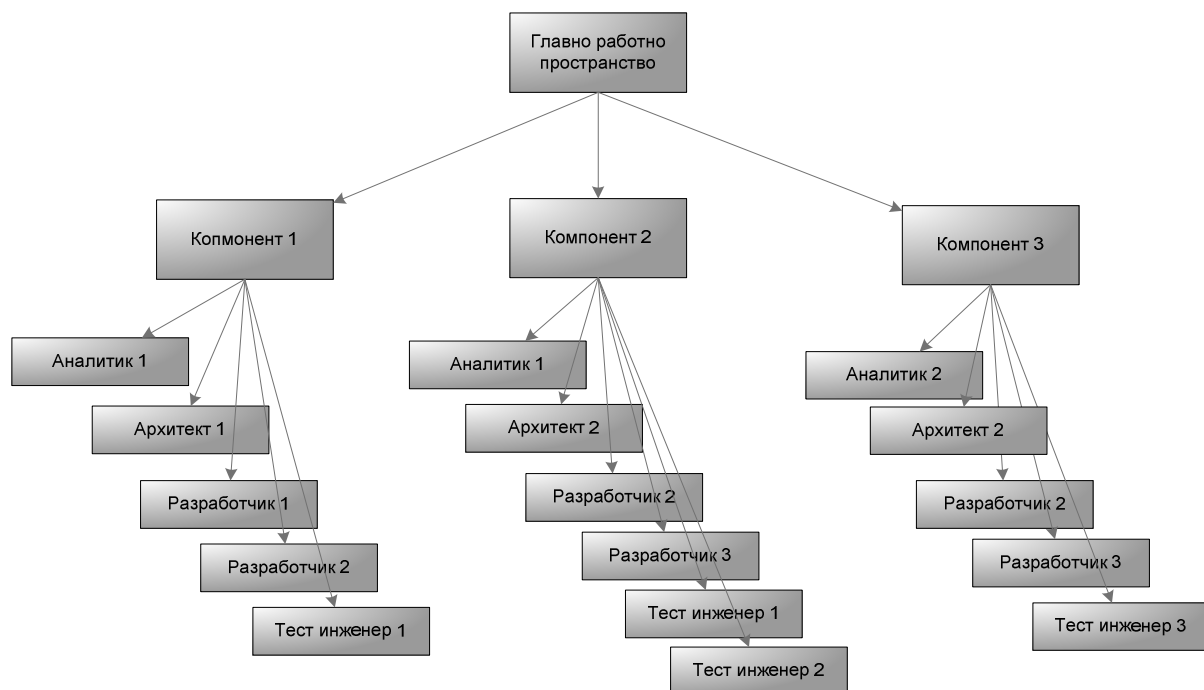 Главно работно
пространство
Копмонент 1
Компонент 2
Компонент 3
Аналитик 1
Архитект 1
Разработчик 1
Разработчик 2
Тест инженер 1
Аналитик 1
Архитект 2
Разработчик 2
Разработчик 3
Тест инженер 1
Тест инженер 2
Аналитик 2
Архитект 2
Разработчик 2
Разработчик 3
Тест инженер 3